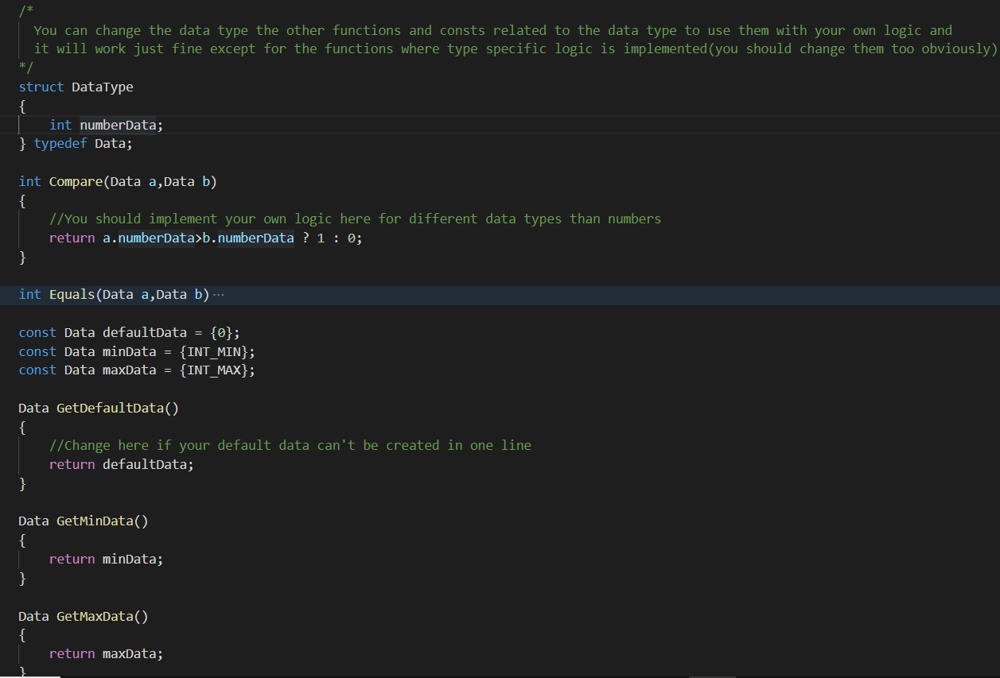 /*
You can change the data type the other functions and consts related to the data type to use them with your own logic and
it will work just fine except for the functions where type specific logic is implemented(you should change them too obviously)
*/
struct DataType
{
int numberData;
} typedef Data;
int Compare(Data a,Data b)
{
//You should implement your own logic here for different data types than numbers
return a.numberData>b.numberData ? 1 : 0;
}
int Equals(Data a,Data b)⋯
const Data defaultData = {0};
const Data minData = {INT_MIN};
const Data maxData = {INT_MAX};
Data GetDefaultData()
{
//Change here if your default data can't be created in one line
return defaultData;
}
Data GetMinData()
{
return minData;
}
Data GetMaxData()
{
return maxData;
}